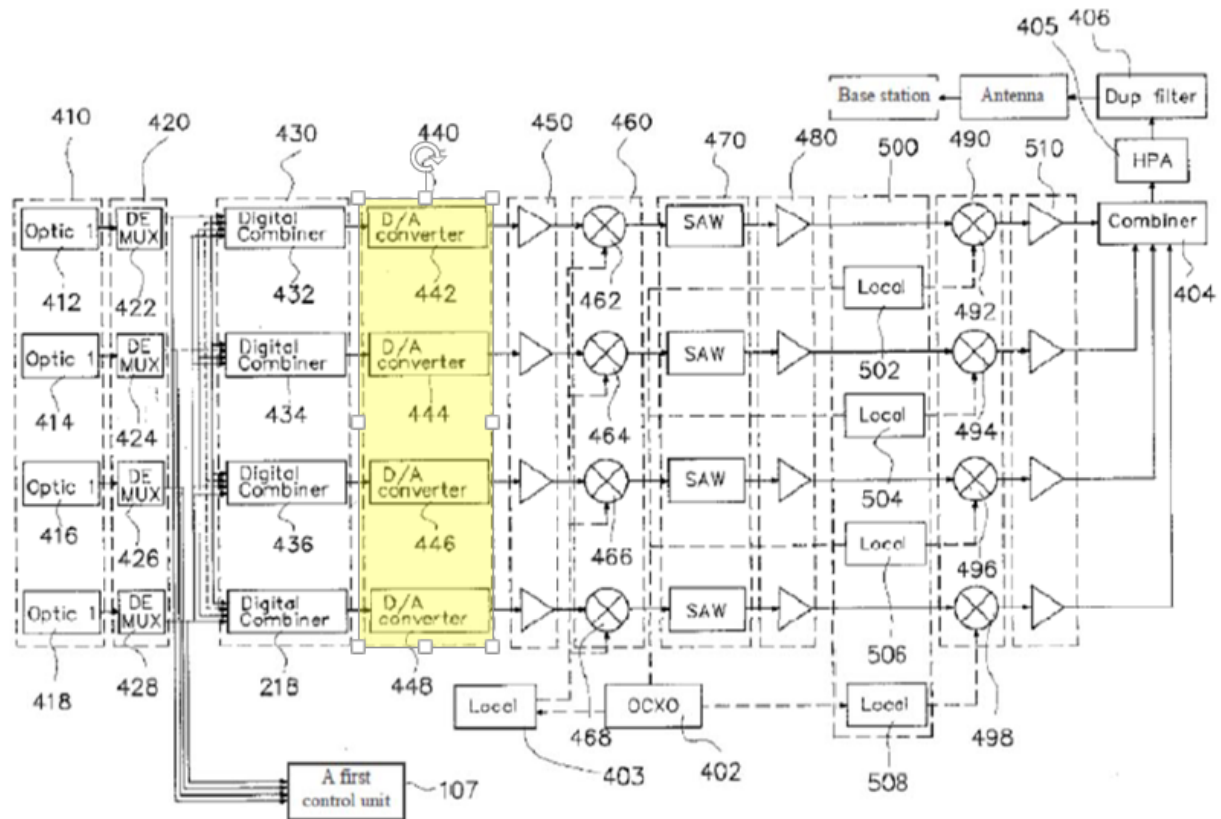 406
405
Base station
Antenna
Dup filter
410
420
430
440
450
460
470
480
500
490
510
HPA
Optic 1
DE
MUX
Digital
Combiner
D/A
converter
SAW
Combiner
412
422
432
442
462
Local
492
404
Optic 1
DE
MUX
Digital
Combiner
D/A
converter
SAW
502
414
424
434
444
464
Local
494
Optic 1
DE
MUX
Digital
Combiner
D/A
converter
SAW
504
416
426
436
446
466
Local
496
Optic 1
DE
MUX
Digital
Combiner
D/A
converter
SAW
506
418
428
218
448
468
Local
OCXO
Local
498
403
402
508
A first
control unit
107